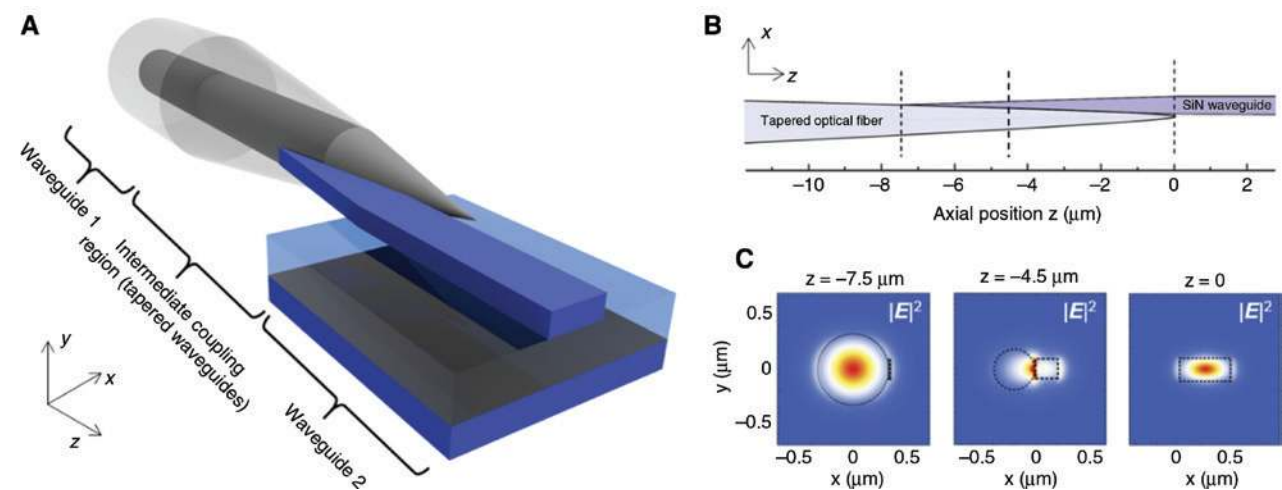 A
Waveguide 1
Intermediate coupling
region (tapered waveguides)
Waveguide 2
y
x
z
B
x
z
Tapered optical fiber
SiN waveguide
−10 −8 −6 −4 −2 0 2
Axial position z (μm)
C
z = −7.5 μm z = −4.5 μm z = 0
|E|² |E|² |E|²
0.5
0
−0.5
y (μm)
−0.5 0 0.5 0 0.5 0 0.5
x (μm) x (μm) x (μm)